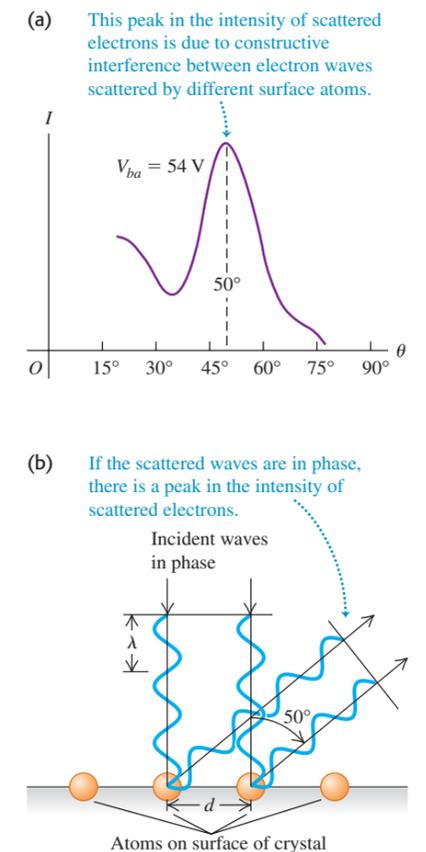 (a) This peak in the intensity of scattered
electrons is due to constructive
interference between electron waves
scattered by different surface atoms.
I
Vba = 54 V
50°
O 15° 30° 45° 60° 75° 90° θ
(b) If the scattered waves are in phase,
there is a peak in the intensity of
scattered electrons.
Incident waves
in phase
λ
50°
d
Atoms on surface of crystal